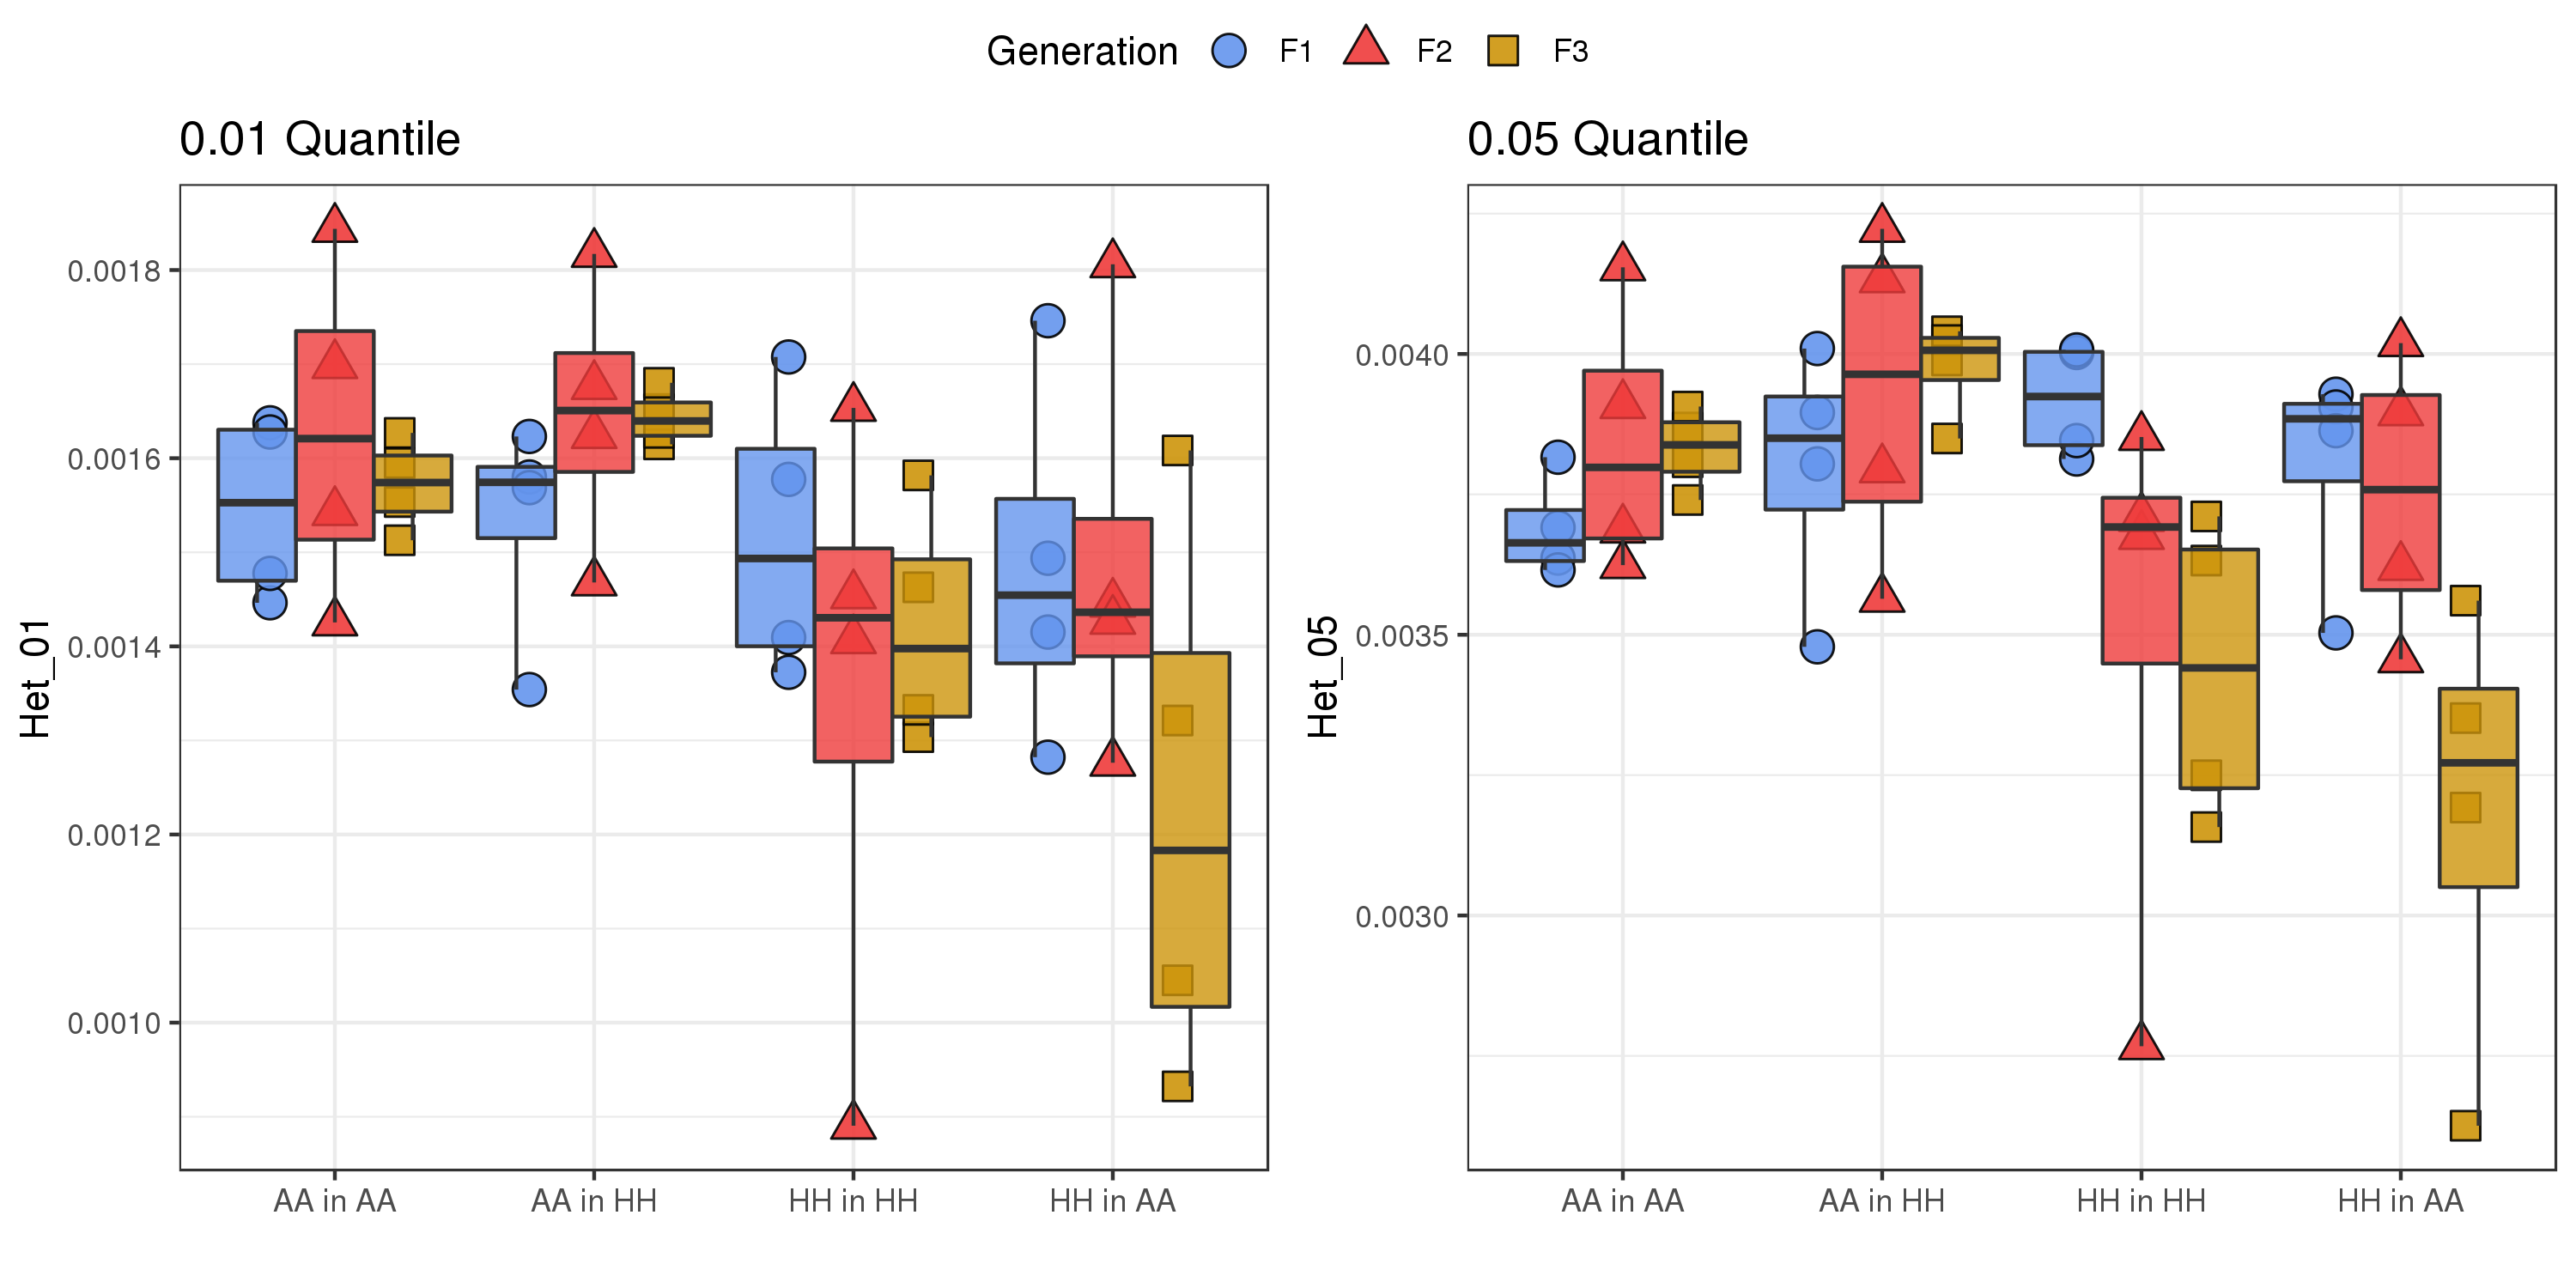 Generation F1 F2 F3
0.01 Quantile
Het_01
0.0018
0.0016
0.0014
0.0012
0.0010
AA in AA AA in HH HH in HH HH in AA
0.05 Quantile
Het_05
0.0040
0.0035
0.0030
AA in AA AA in HH HH in HH HH in AA